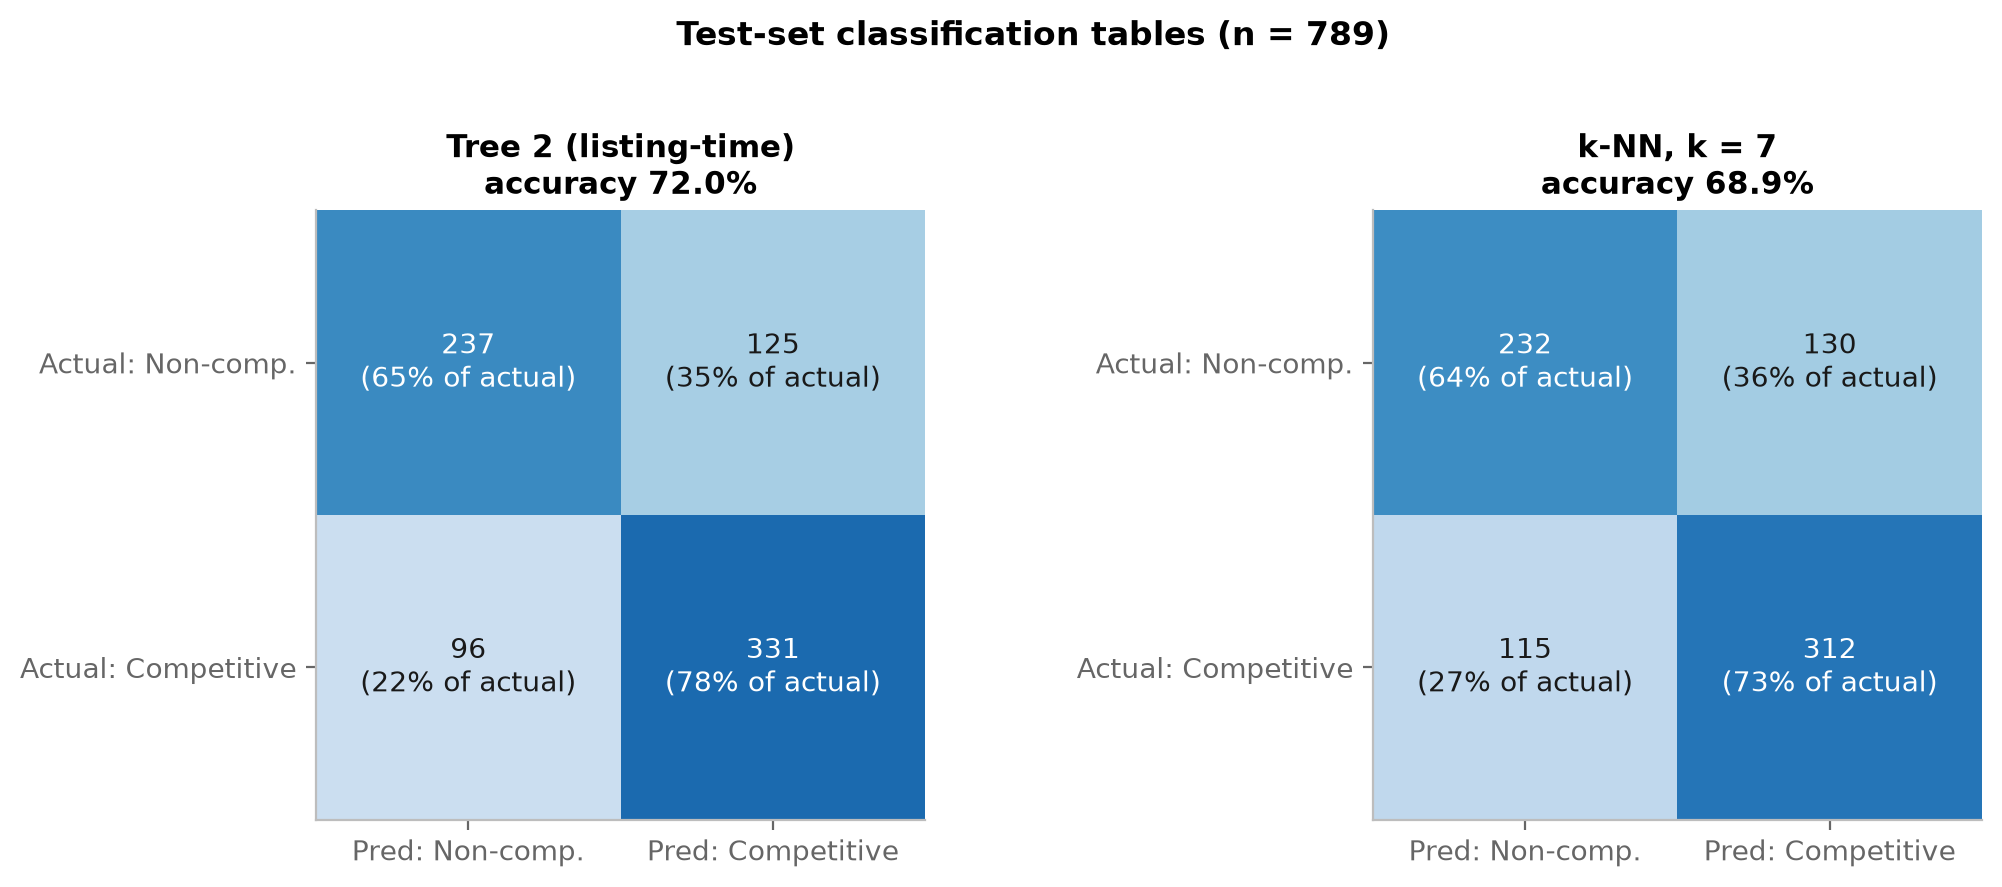 Test-set classification tables (n = 789)
Tree 2 (listing-time)
accuracy 72.0%
Actual: Non-comp.
237
(65% of actual)
125
(35% of actual)
Actual: Competitive
96
(22% of actual)
331
(78% of actual)
Pred: Non-comp.
Pred: Competitive
k-NN, k = 7
accuracy 68.9%
Actual: Non-comp.
232
(64% of actual)
130
(36% of actual)
Actual: Competitive
115
(27% of actual)
312
(73% of actual)
Pred: Non-comp.
Pred: Competitive